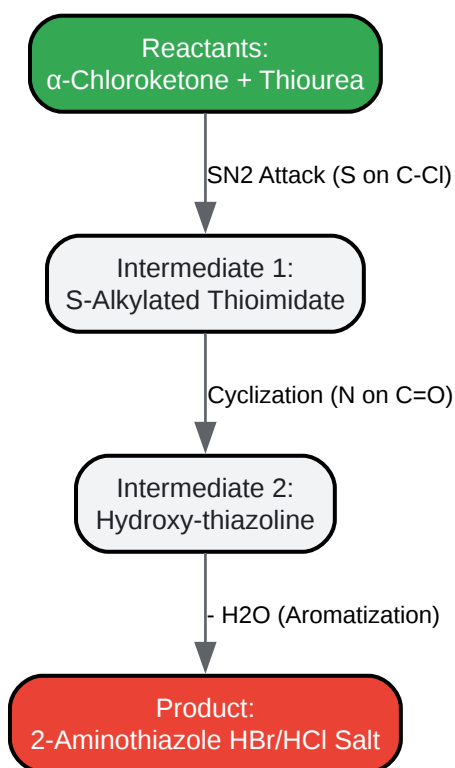 Reactants:
α-Chloroketone + Thiourea
SN2 Attack (S on C-Cl)
Intermediate 1:
S-Alkylated Thioimidate
Cyclization (N on C=O)
Intermediate 2:
Hydroxy-thiazoline
- H2O (Aromatization)
Product:
2-Aminothiazole HBr/HCl Salt